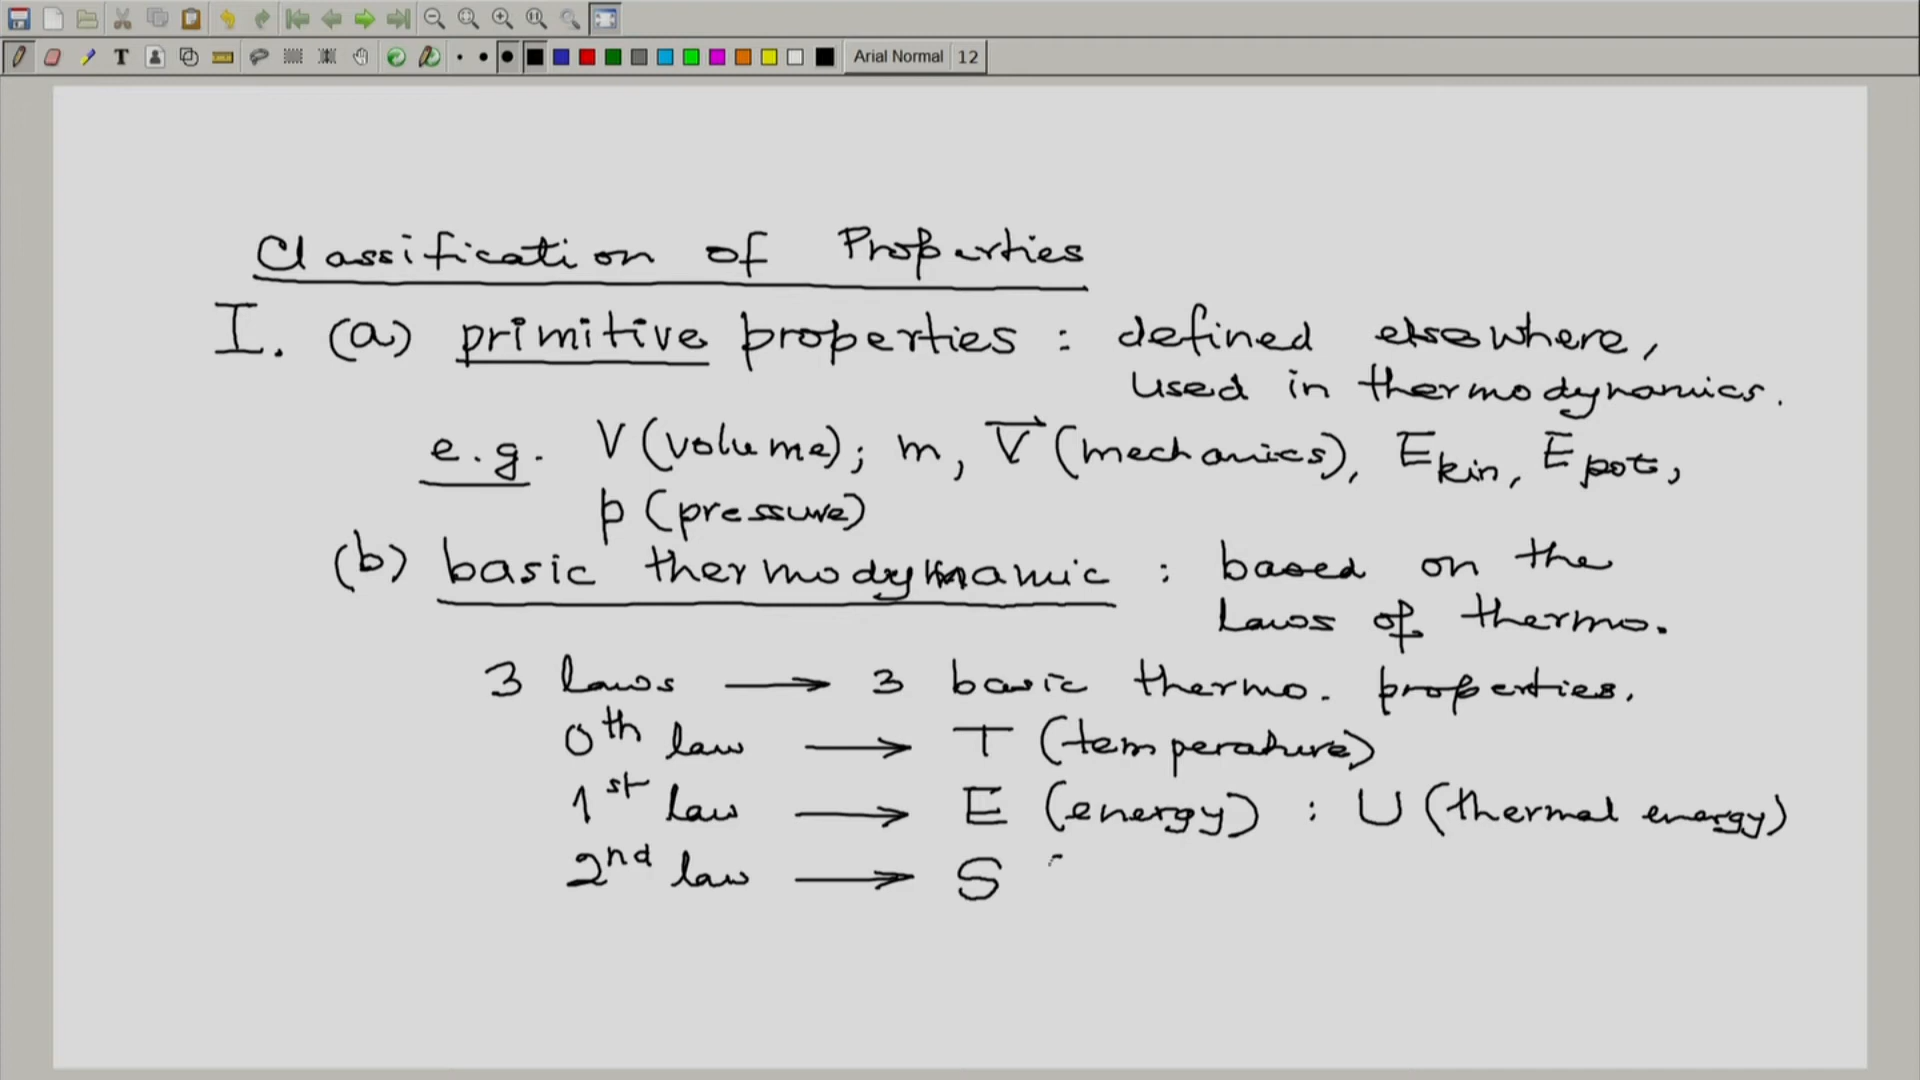 T Arial Normal 12
Classification of Properties
I. (a) primitive properties : defined elsewhere,
used in thermodynamics.
e.g. V (volume); m, V⃗ (mechanics), E_kin, E_pot,
p (pressure)
(b) basic thermodynamic : based on the
Laws of thermo.
3 laws → 3 basic thermo. properties.
0th law → T (temperature)
1st law → E (energy) : U (thermal energy)
2nd law → S